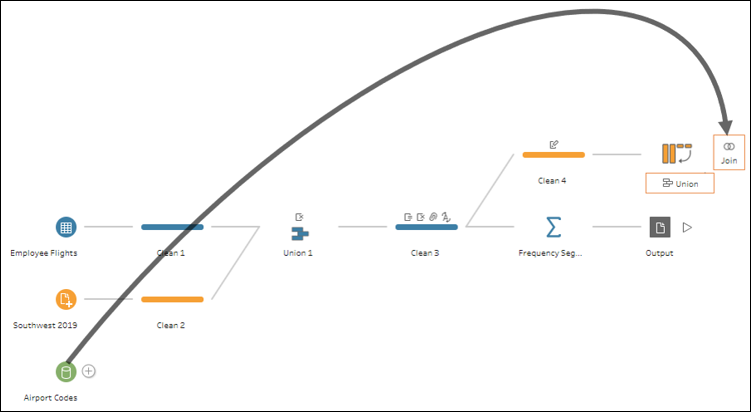 Join
Clean 4
Union
Employee Flights
Clean 1
Union 1
Clean 3
Frequency Seg...
Output
Southwest 2019
Clean 2
Airport Codes